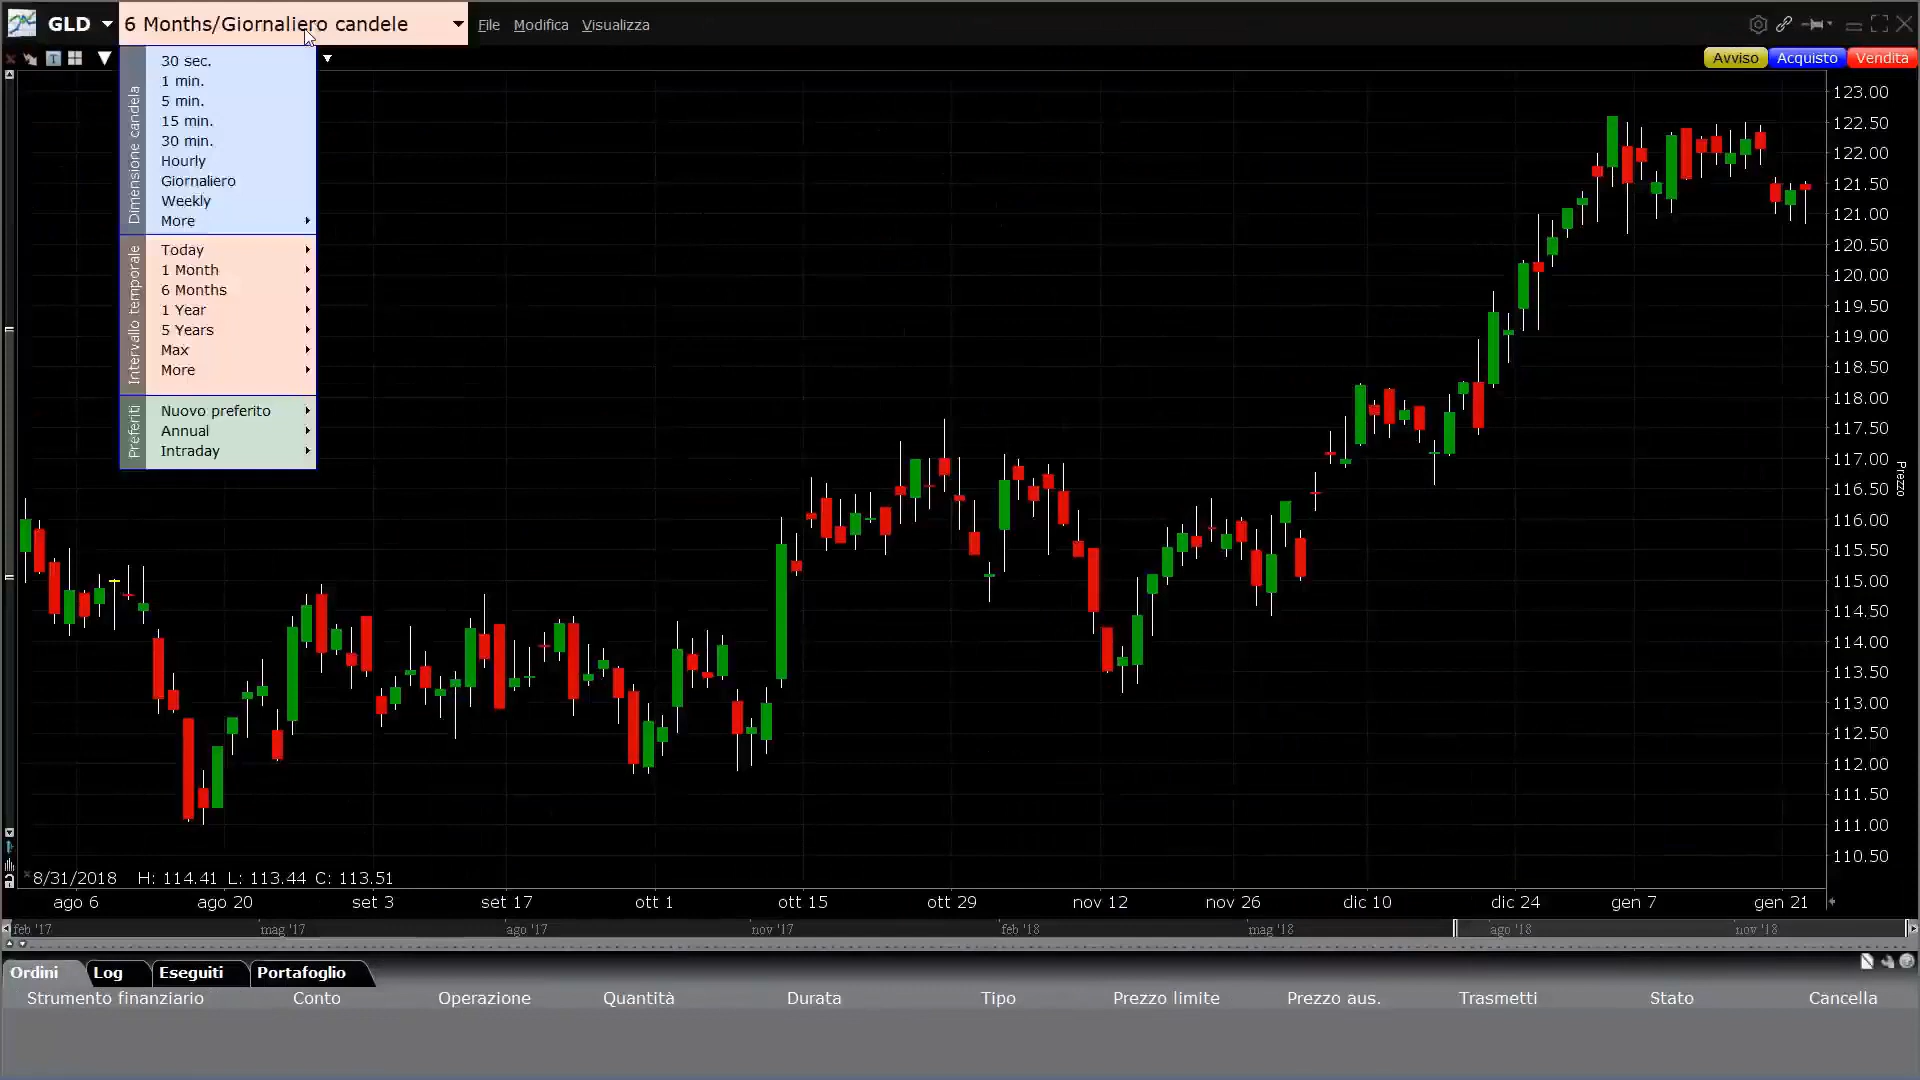 GLD
6 Months/Giornaliero candele
File Modifica Visualizza
Avviso Acquisto Vendita
Dimensione candela
30 sec.
1 min.
5 min.
15 min.
30 min.
Hourly
Giornaliero
Weekly
More
Intervallo temporale
Today
1 Month
6 Months
1 Year
5 Years
Max
More
Preferiti
Nuovo preferito
Annual
Intraday
123.00
122.50
122.00
121.50
121.00
120.50
120.00
119.50
119.00
118.50
118.00
117.50
117.00
116.50
116.00
115.50
115.00
114.50
114.00
113.50
113.00
112.50
112.00
111.50
111.00
110.50
Prezzo
8/31/2018 H: 114.41 L: 113.44 C: 113.51
ago 6 ago 20 set 3 set 17 ott 1 ott 15 ott 29 nov 12 nov 26 dic 10 dic 24 gen 7 gen 21
feb '17 mag '17 ago '17 nov '17 feb '18 mag '18 ago '18 nov '18
Ordini Log Eseguiti Portafoglio
Strumento finanziario Conto Operazione Quantità Durata Tipo Prezzo limite Prezzo aus. Trasmetti Stato Cancella